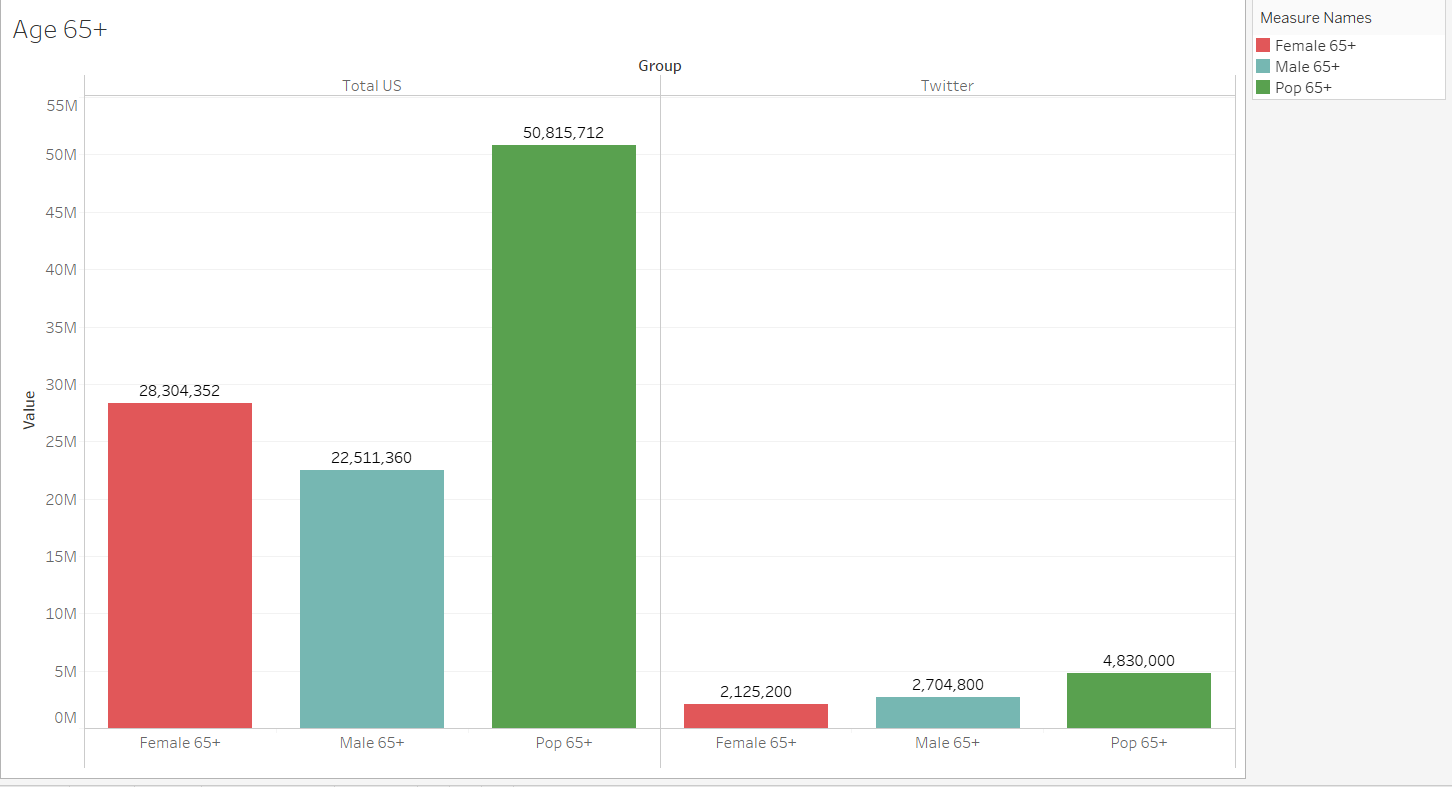 Age 65+
Group
Total US
Twitter
55M
50M
45M
40M
35M
30M
25M
20M
15M
10M
5M
0M
Value
28,304,352
22,511,360
50,815,712
2,125,200
2,704,800
4,830,000
Female 65+
Male 65+
Pop 65+
Female 65+
Male 65+
Pop 65+
Measure Names
Female 65+
Male 65+
Pop 65+